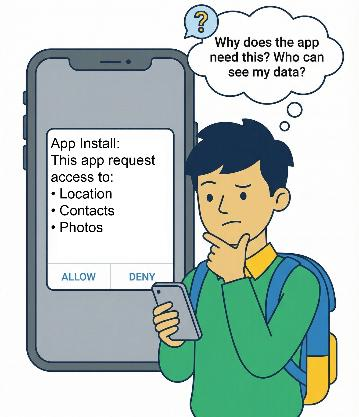 ?
Why does the app
need this? Who can
see my data?
App Install:
This app request
access to:
• Location
• Contacts
• Photos
ALLOW
DENY